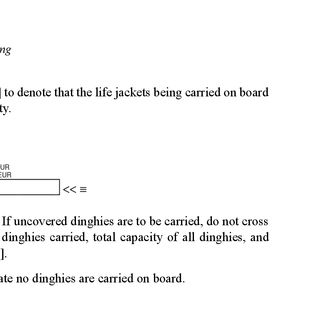 ng
] to denote that the life jackets being carried on board
ty.
UR
EUR
<< ≡
If uncovered dinghies are to be carried, do not cross
dinghies carried, total capacity of all dinghies, and
].
ate no dinghies are carried on board.